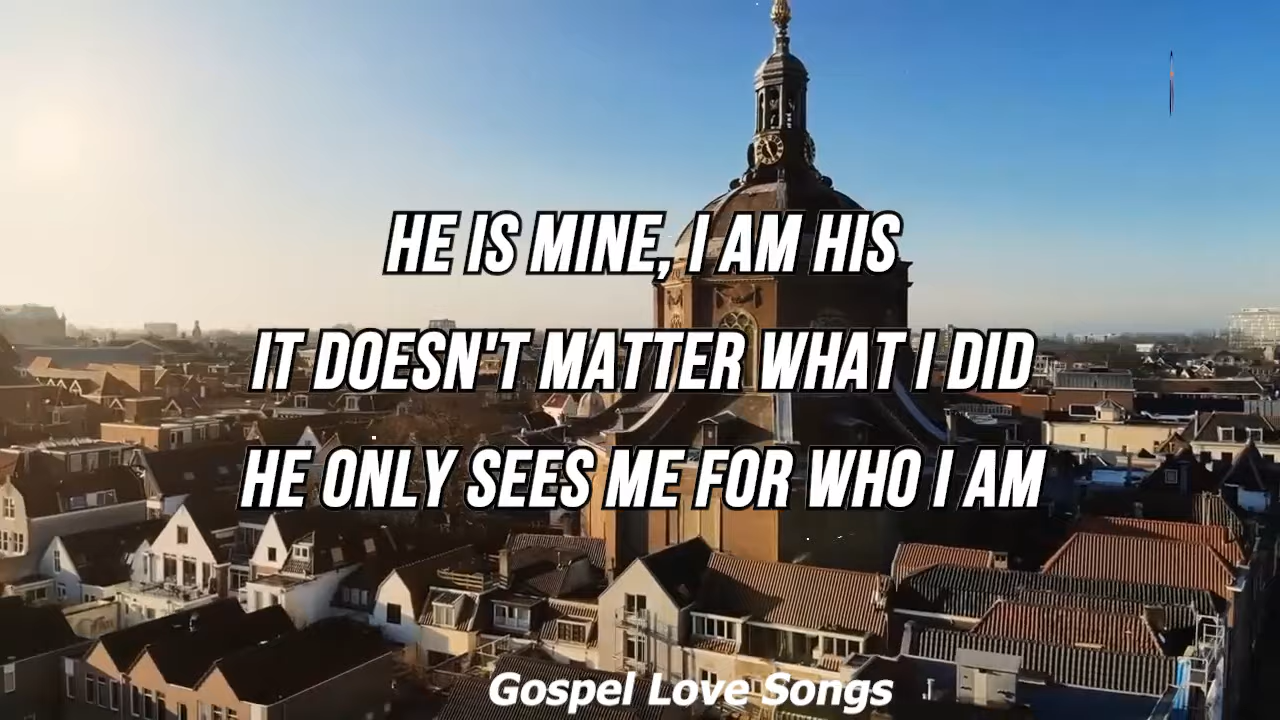 HE IS MINE, I AM HIS
IT DOESN'T MATTER WHAT I DID
HE ONLY SEES ME FOR WHO I AM
Gospel Love Songs